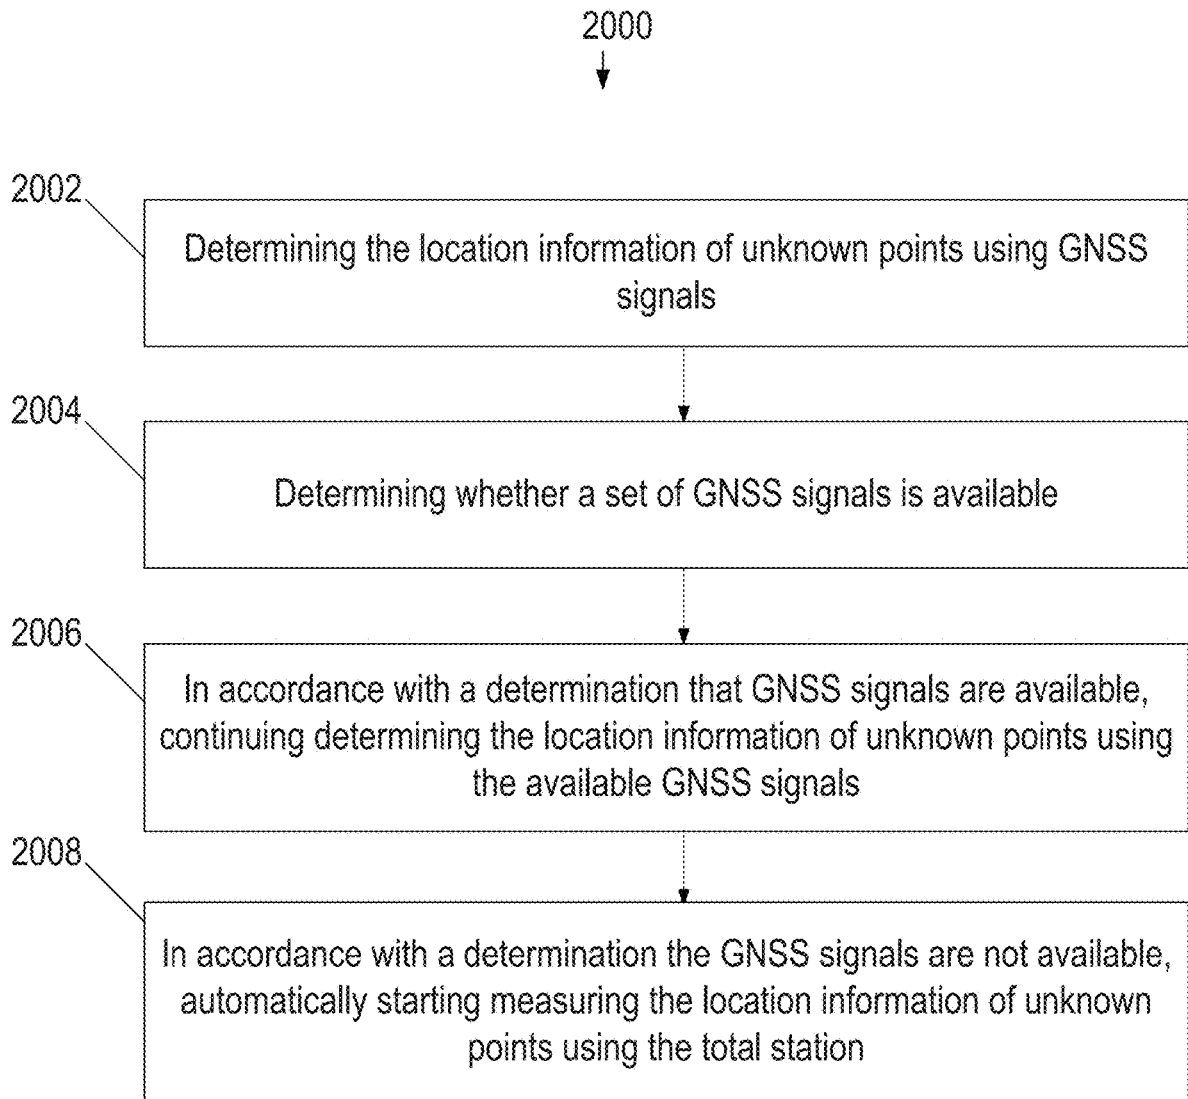 2000
2002
Determining the location information of unknown points using GNSS
signals
2004
Determining whether a set of GNSS signals is available
2006
In accordance with a determination that GNSS signals are available,
continuing determining the location information of unknown points using
the available GNSS signals
2008
In accordance with a determination the GNSS signals are not available,
automatically starting measuring the location information of unknown
points using the total station